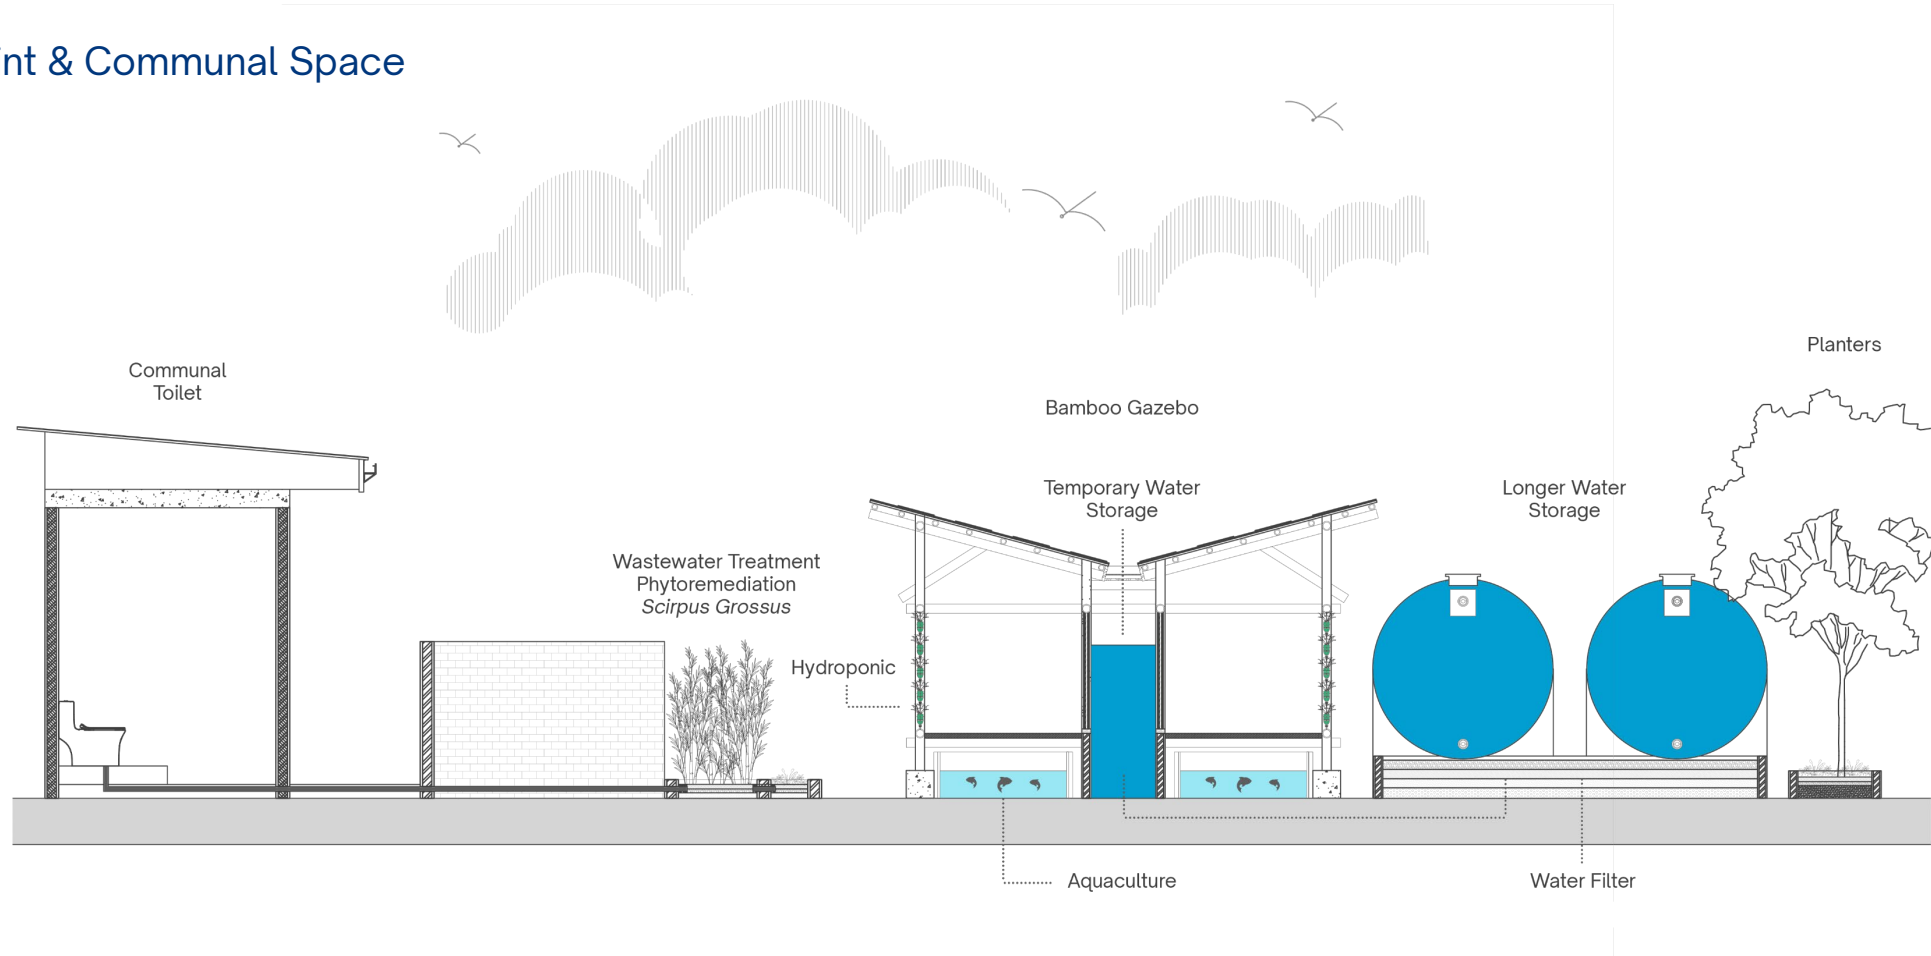 nt & Communal Space
Planters
Communal
Toilet
Bamboo Gazebo
Temporary Water
Storage
Longer Water
Storage
Wastewater Treatment
Phytoremediation
Scirpus Grossus
Hydroponic
Aquaculture
Water Filter